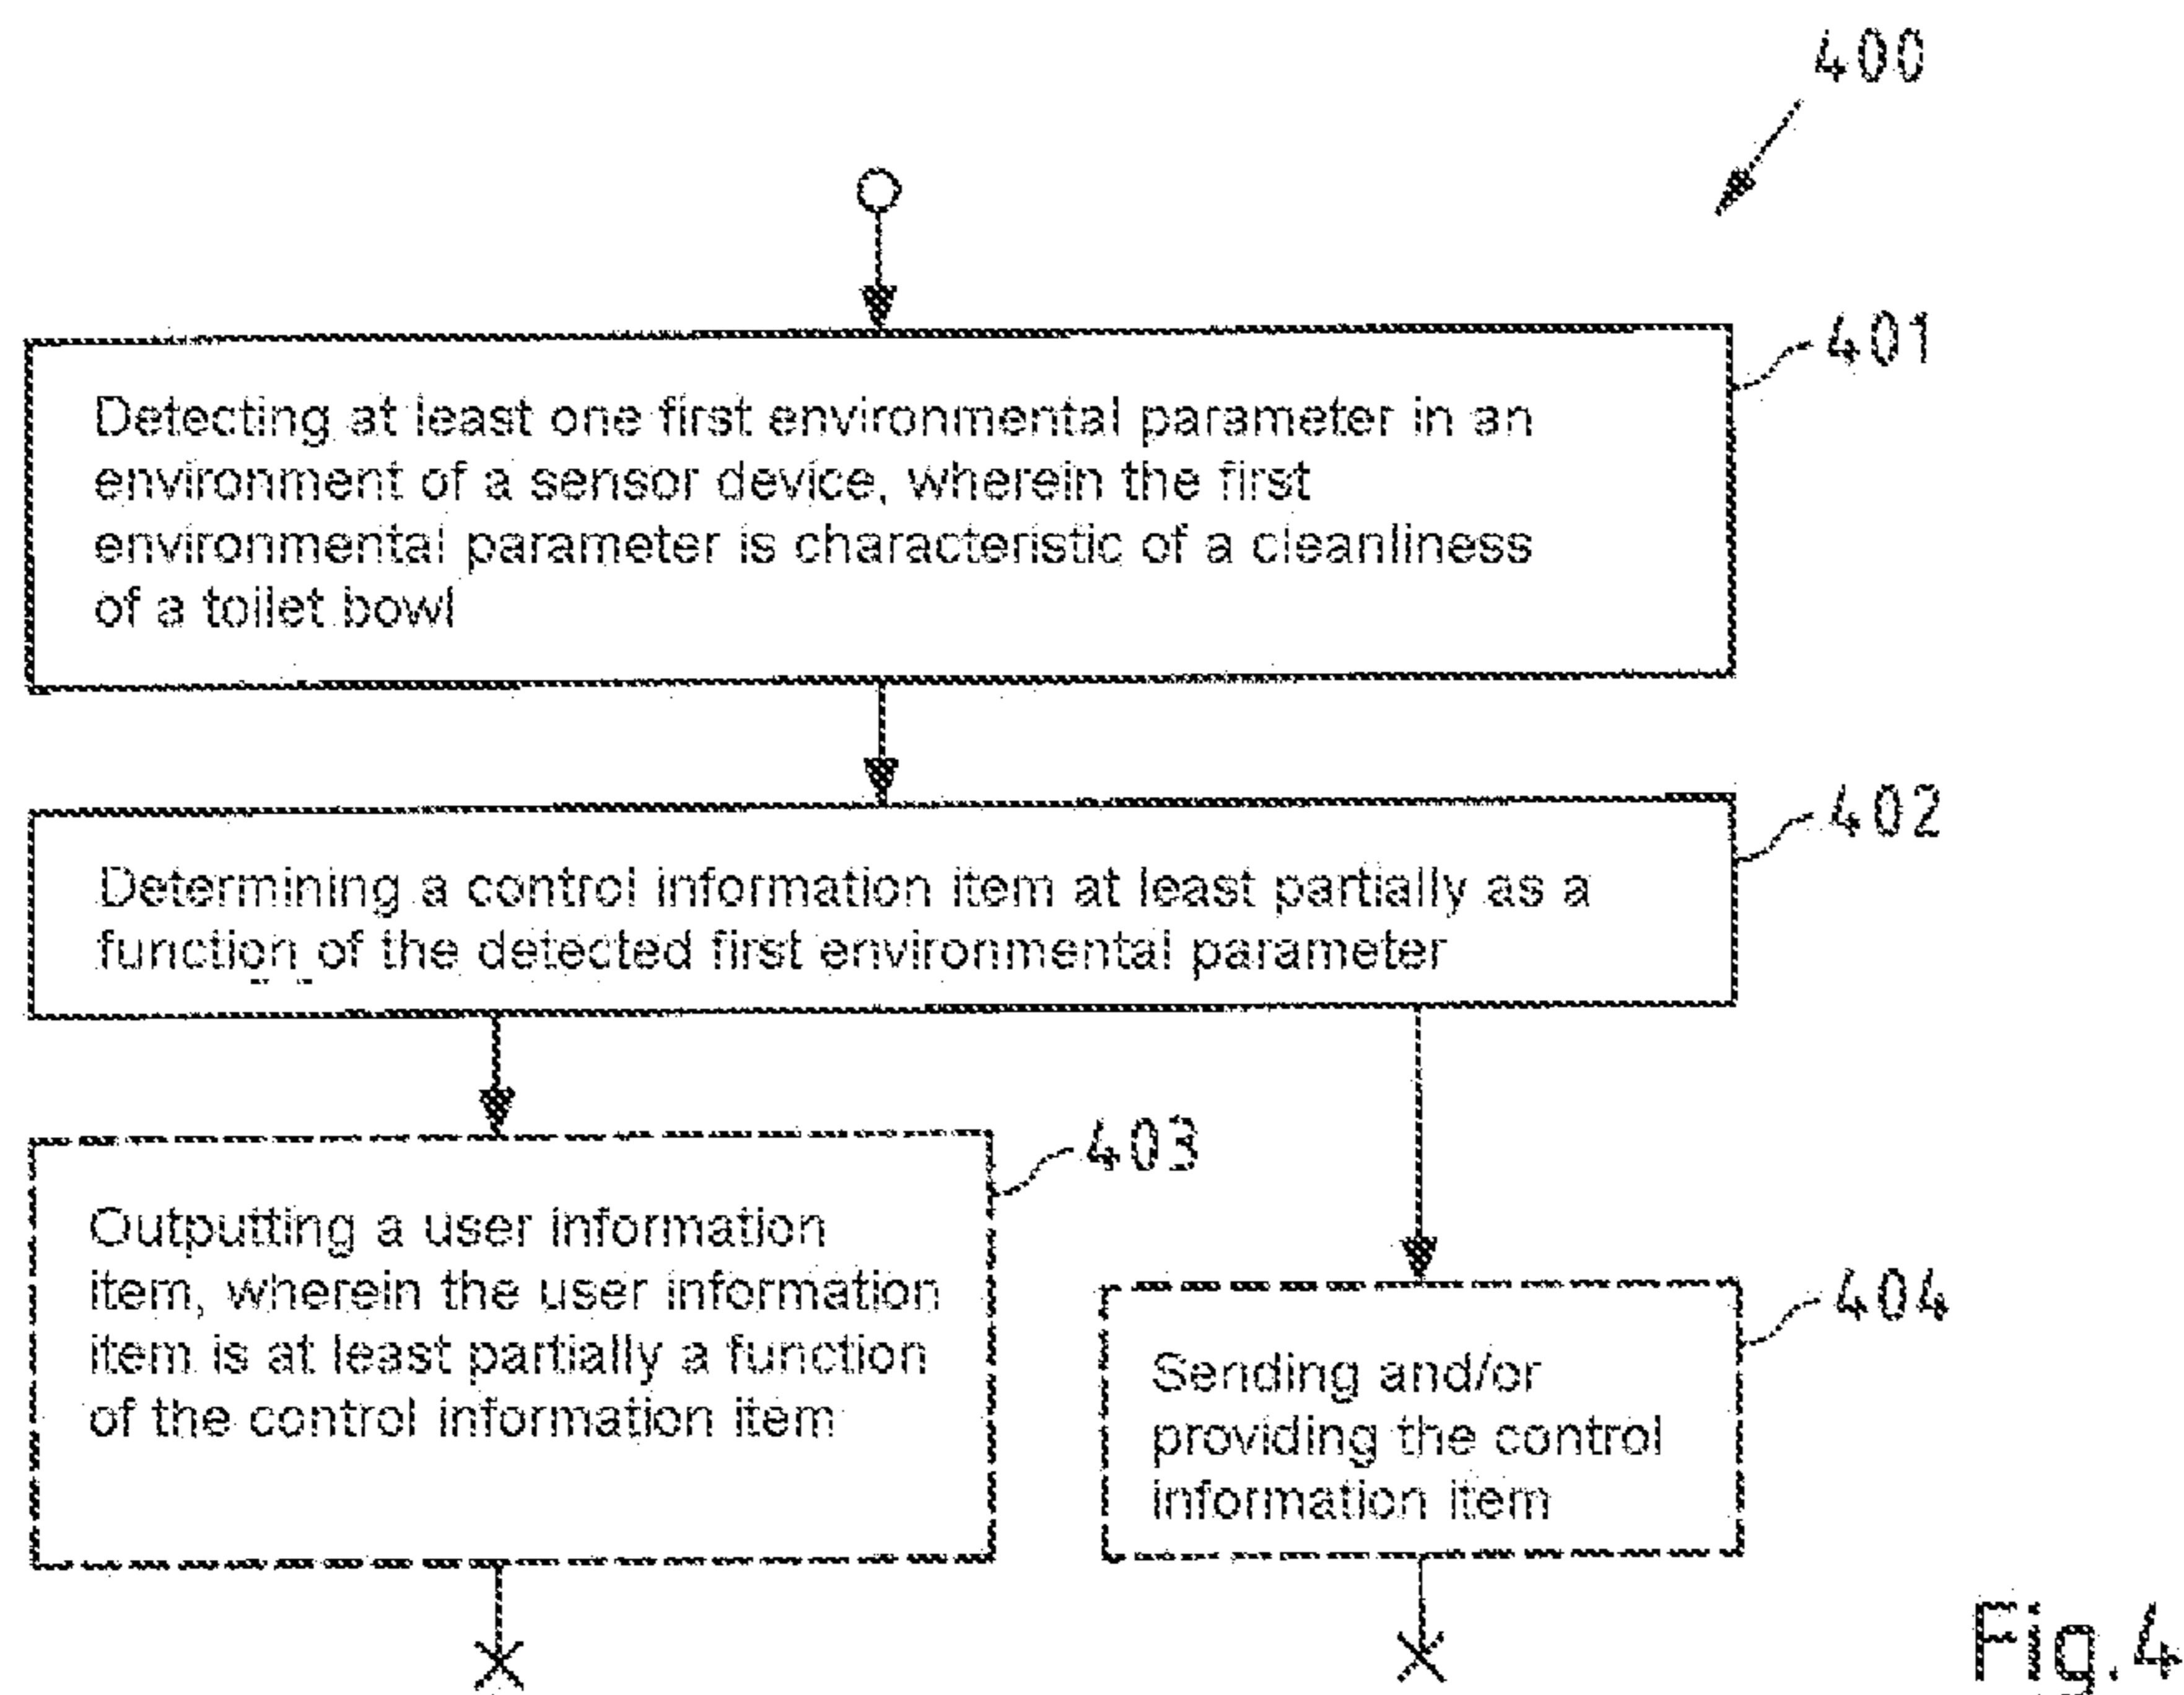 400
401
Detecting at least one first environmental parameter in an
environment of a sensor device, wherein the first
environmental parameter is characteristic of a cleanliness
of a toilet bowl
402
Determining a control information item at least partially as a
function of the detected first environmental parameter
403
Outputting a user information
item, wherein the user information
item is at least partially a function
of the control information item
404
Sending and/or
providing the control
information item
Fig.4